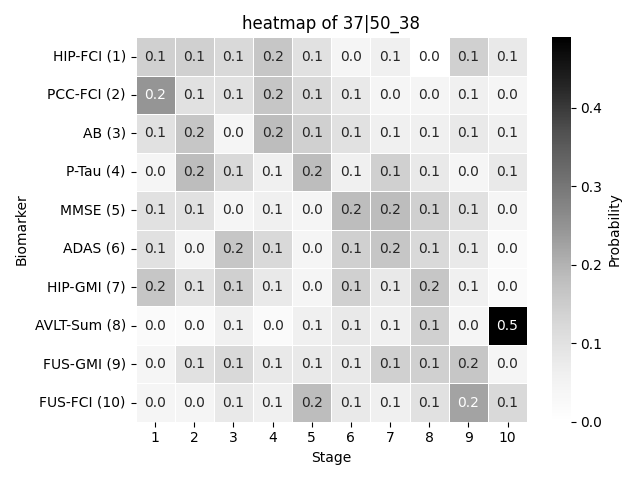 heatmap of 37|50_38
HIP-FCI (1) 0.1 0.1 0.1 0.2 0.1 0.0 0.1 0.0 0.1 0.1
PCC-FCI (2) 0.2 0.1 0.1 0.2 0.1 0.1 0.0 0.0 0.1 0.0
AB (3) 0.1 0.2 0.0 0.2 0.1 0.1 0.1 0.1 0.1 0.1
P-Tau (4) 0.0 0.2 0.1 0.1 0.2 0.1 0.1 0.1 0.0 0.1
MMSE (5) 0.1 0.1 0.0 0.1 0.0 0.2 0.2 0.1 0.1 0.0
ADAS (6) 0.1 0.0 0.2 0.1 0.0 0.1 0.2 0.1 0.1 0.0
HIP-GMI (7) 0.2 0.1 0.1 0.1 0.0 0.1 0.1 0.2 0.1 0.0
AVLT-Sum (8) 0.0 0.0 0.1 0.0 0.1 0.1 0.1 0.1 0.0 0.5
FUS-GMI (9) 0.0 0.1 0.1 0.1 0.1 0.1 0.1 0.1 0.2 0.0
FUS-FCI (10) 0.0 0.0 0.1 0.1 0.2 0.1 0.1 0.1 0.2 0.1
1 2 3 4 5 6 7 8 9 10
Stage
Biomarker
0.4
0.3
0.2
0.1
0.0
Probability